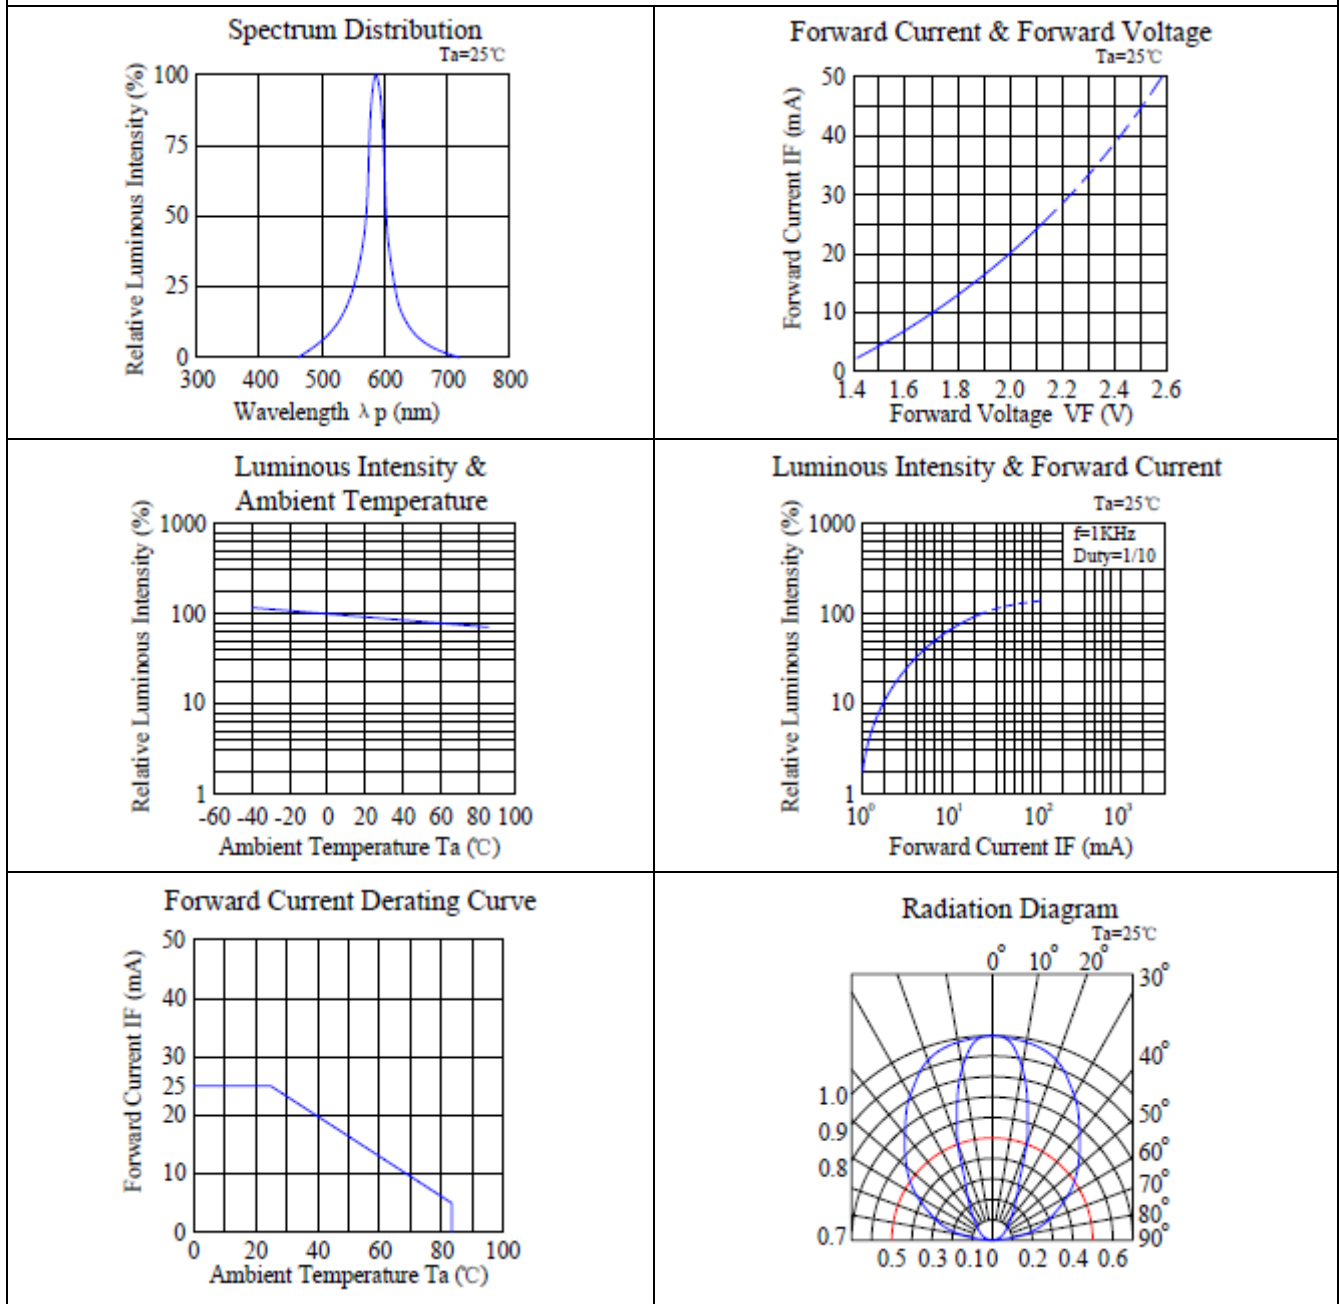 Spectrum Distribution
Ta=25℃
Relative Luminous Intensity (%)
100
75
50
25
0
300 400 500 600 700 800
Wavelength λ p (nm)
Forward Current & Forward Voltage
Ta=25℃
Forward Current IF (mA)
50
40
30
20
10
0
1.4 1.6 1.8 2.0 2.2 2.4 2.6
Forward Voltage VF (V)
Luminous Intensity &
Ambient Temperature
Relative Luminous Intensity (%)
1000
100
10
1
-60 -40 -20 0 20 40 60 80 100
Ambient Temperature Ta (℃)
Luminous Intensity & Forward Current
Ta=25℃
f=1KHz
Duty=1/10
Relative Luminous Intensity (%)
1000
100
10
1
10⁰ 10¹ 10² 10³
Forward Current IF (mA)
Forward Current Derating Curve
Forward Current IF (mA)
50
40
30
25
20
10
0
0 20 40 60 80 100
Ambient Temperature Ta (℃)
Radiation Diagram
Ta=25℃
0° 10° 20°
30°
40°
50°
60°
70°
80°
90°
1.0
0.9
0.8
0.7
0.5 0.3 0.1 0 0.2 0.4 0.6